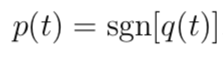 p(t) = sgn[q(t)]